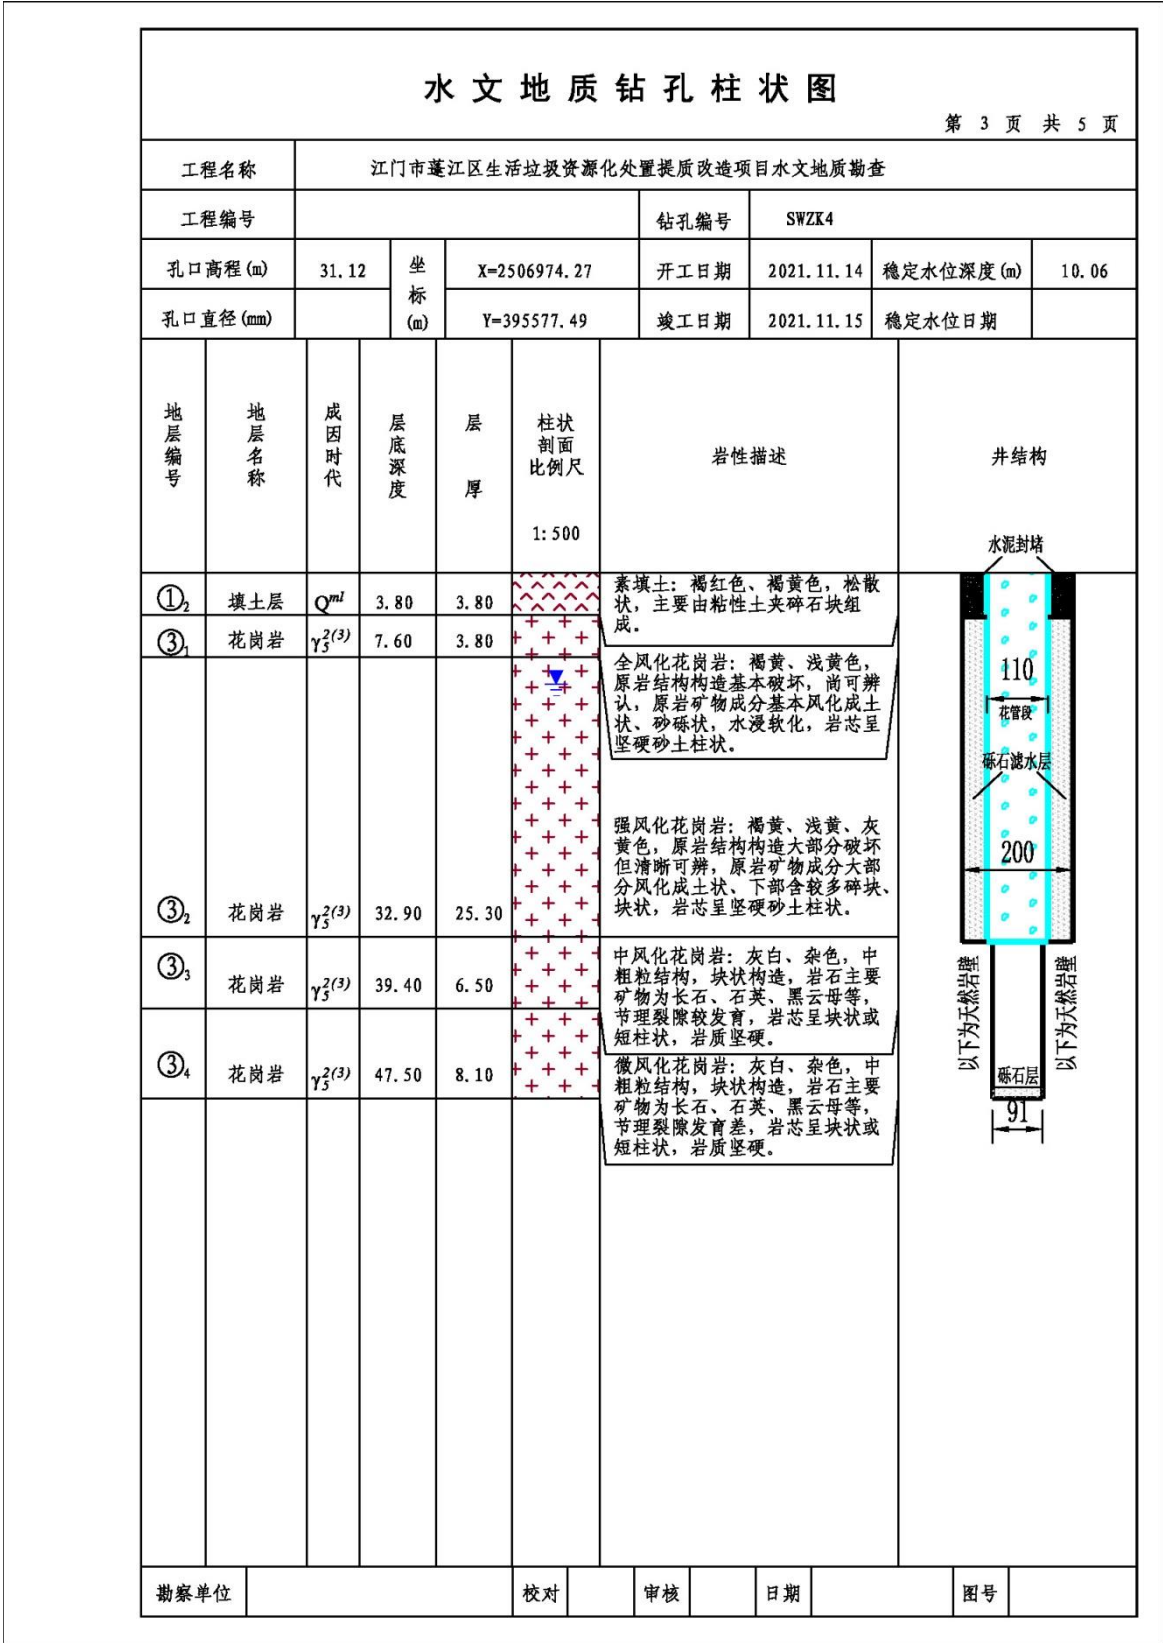 水文地质钻孔柱状图
第 3 页 共 5 页
工程名称 江门市蓬江区生活垃圾资源化处置提质改造项目水文地质勘查
工程编号 钻孔编号 SWZK4
孔口高程(m) 31.12 坐标(m) X=2506974.27 开工日期 2021.11.14 稳定水位深度(m) 10.06
孔口直径(mm) Y=395577.49 竣工日期 2021.11.15 稳定水位日期
地层编号 地层名称 成因时代 层底深度 层厚 柱状剖面比例尺 1:500 岩性描述 井结构
水泥封堵
①₂ 填土层 Q^ml 3.80 3.80
素填土：褐红色、褐黄色，松散
状，主要由粘性土夹碎石块组
成。
③₁ 花岗岩 γ₅²⁽³⁾ 7.60 3.80
全风化花岗岩：褐黄、浅黄色，
原岩结构构造基本破坏，尚可辨
认，原岩矿物成分基本风化成土
状、砂砾状，水浸软化，岩芯呈
坚硬砂土柱状。
110
花管段
砾石滤水层
200
③₂ 花岗岩 γ₅²⁽³⁾ 32.90 25.30
强风化花岗岩：褐黄、浅黄、灰
黄色，原岩结构构造大部分破坏
但清晰可辨，原岩矿物成分大部
分风化成土状、下部含较多碎块、
块状，岩芯呈坚硬砂土柱状。
③₃ 花岗岩 γ₅²⁽³⁾ 39.40 6.50
中风化花岗岩：灰白、杂色，中
粗粒结构，块状构造，岩石主要
矿物为长石、石英、黑云母等，
节理裂隙较发育，岩芯呈块状或
短柱状，岩质坚硬。
以下为天然岩壁
以下为天然岩壁
③₄ 花岗岩 γ₅²⁽³⁾ 47.50 8.10
微风化花岗岩：灰白、杂色，中
粗粒结构，块状构造，岩石主要
矿物为长石、石英、黑云母等，
节理裂隙发育差，岩芯呈块状或
短柱状，岩质坚硬。
砾石层
91
勘察单位 校对 审核 日期 图号